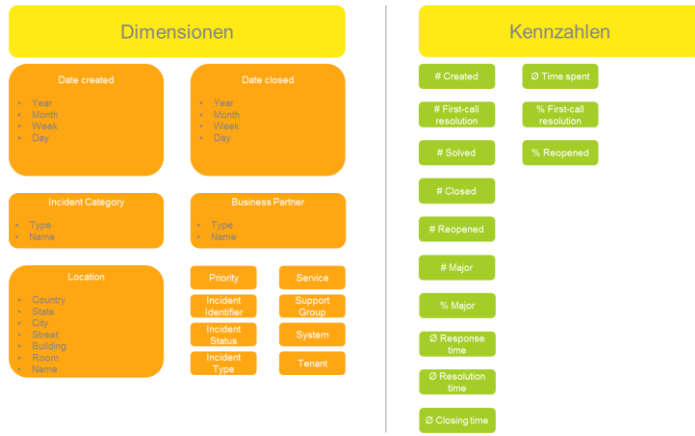 Dimensionen
Date created
• Year
• Month
• Week
• Day
Date closed
• Year
• Month
• Week
• Day
Incident Category
• Type
• Name
Business Partner
• Type
• Name
Location
• Country
• State
• City
• Street
• Building
• Room
• Name
Priority
Service
Incident
Identifier
Support
Group
Incident
Status
System
Incident
Type
Tenant
Kennzahlen
# Created
Ø Time spent
# First-call
resolution
% First-call
resolution
# Solved
% Reopened
# Closed
# Reopened
# Major
% Major
Ø Response
time
Ø Resolution
time
Ø Closing time